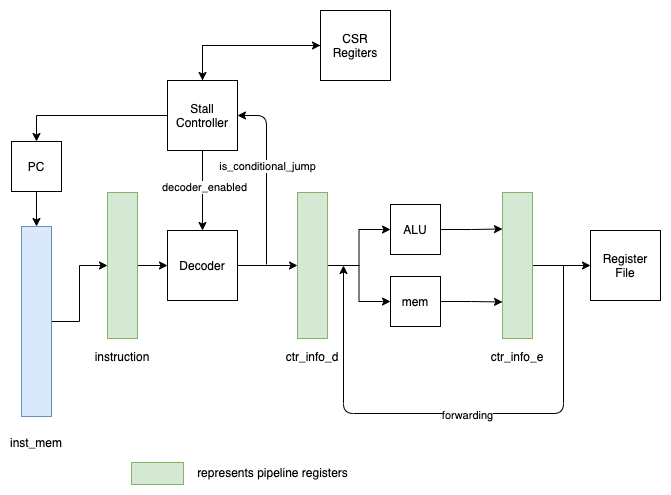 CSR
Regiters
Stall
Controller
is_conditional_jump
PC
decoder_enabled
ALU
Decoder
Register
File
mem
instruction
ctr_info_d
ctr_info_e
forwarding
inst_mem
represents pipeline registers